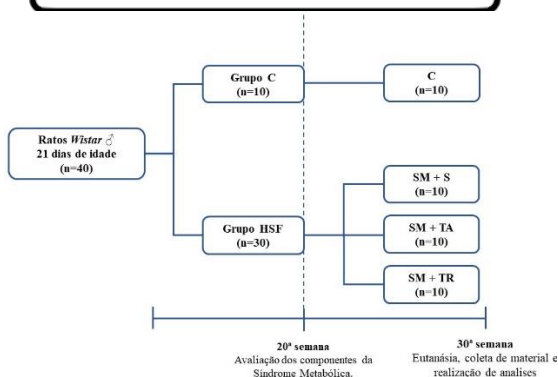 Grupo C
(n=10)
C
(n=10)
Ratos Wistar ♂
21 dias de idade
(n=40)
SM + S
(n=10)
Grupo HSF
(n=30)
SM + TA
(n=10)
SM + TR
(n=10)
20ª semana
Avaliação dos componentes da
Síndrome Metabólica.
30ª semana
Eutanásia, coleta de material e
realização de analises